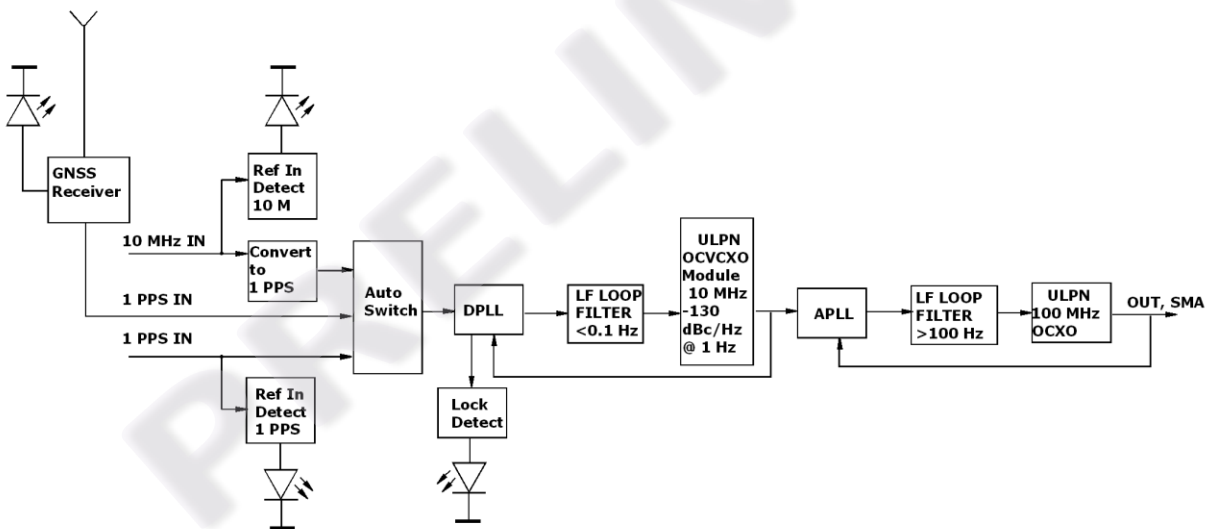 PRELIM
GNSS
Receiver
Ref In
Detect
10 M
10 MHz IN
Convert
to
1 PPS
1 PPS IN
1 PPS IN
Ref In
Detect
1 PPS
Auto
Switch
DPLL
Lock
Detect
LF LOOP
FILTER
<0.1 Hz
ULPN
OCVCXO
Module
10 MHz
-130
dBc/Hz
@ 1 Hz
APLL
LF LOOP
FILTER
>100 Hz
ULPN
100 MHz
OCXO
OUT, SMA